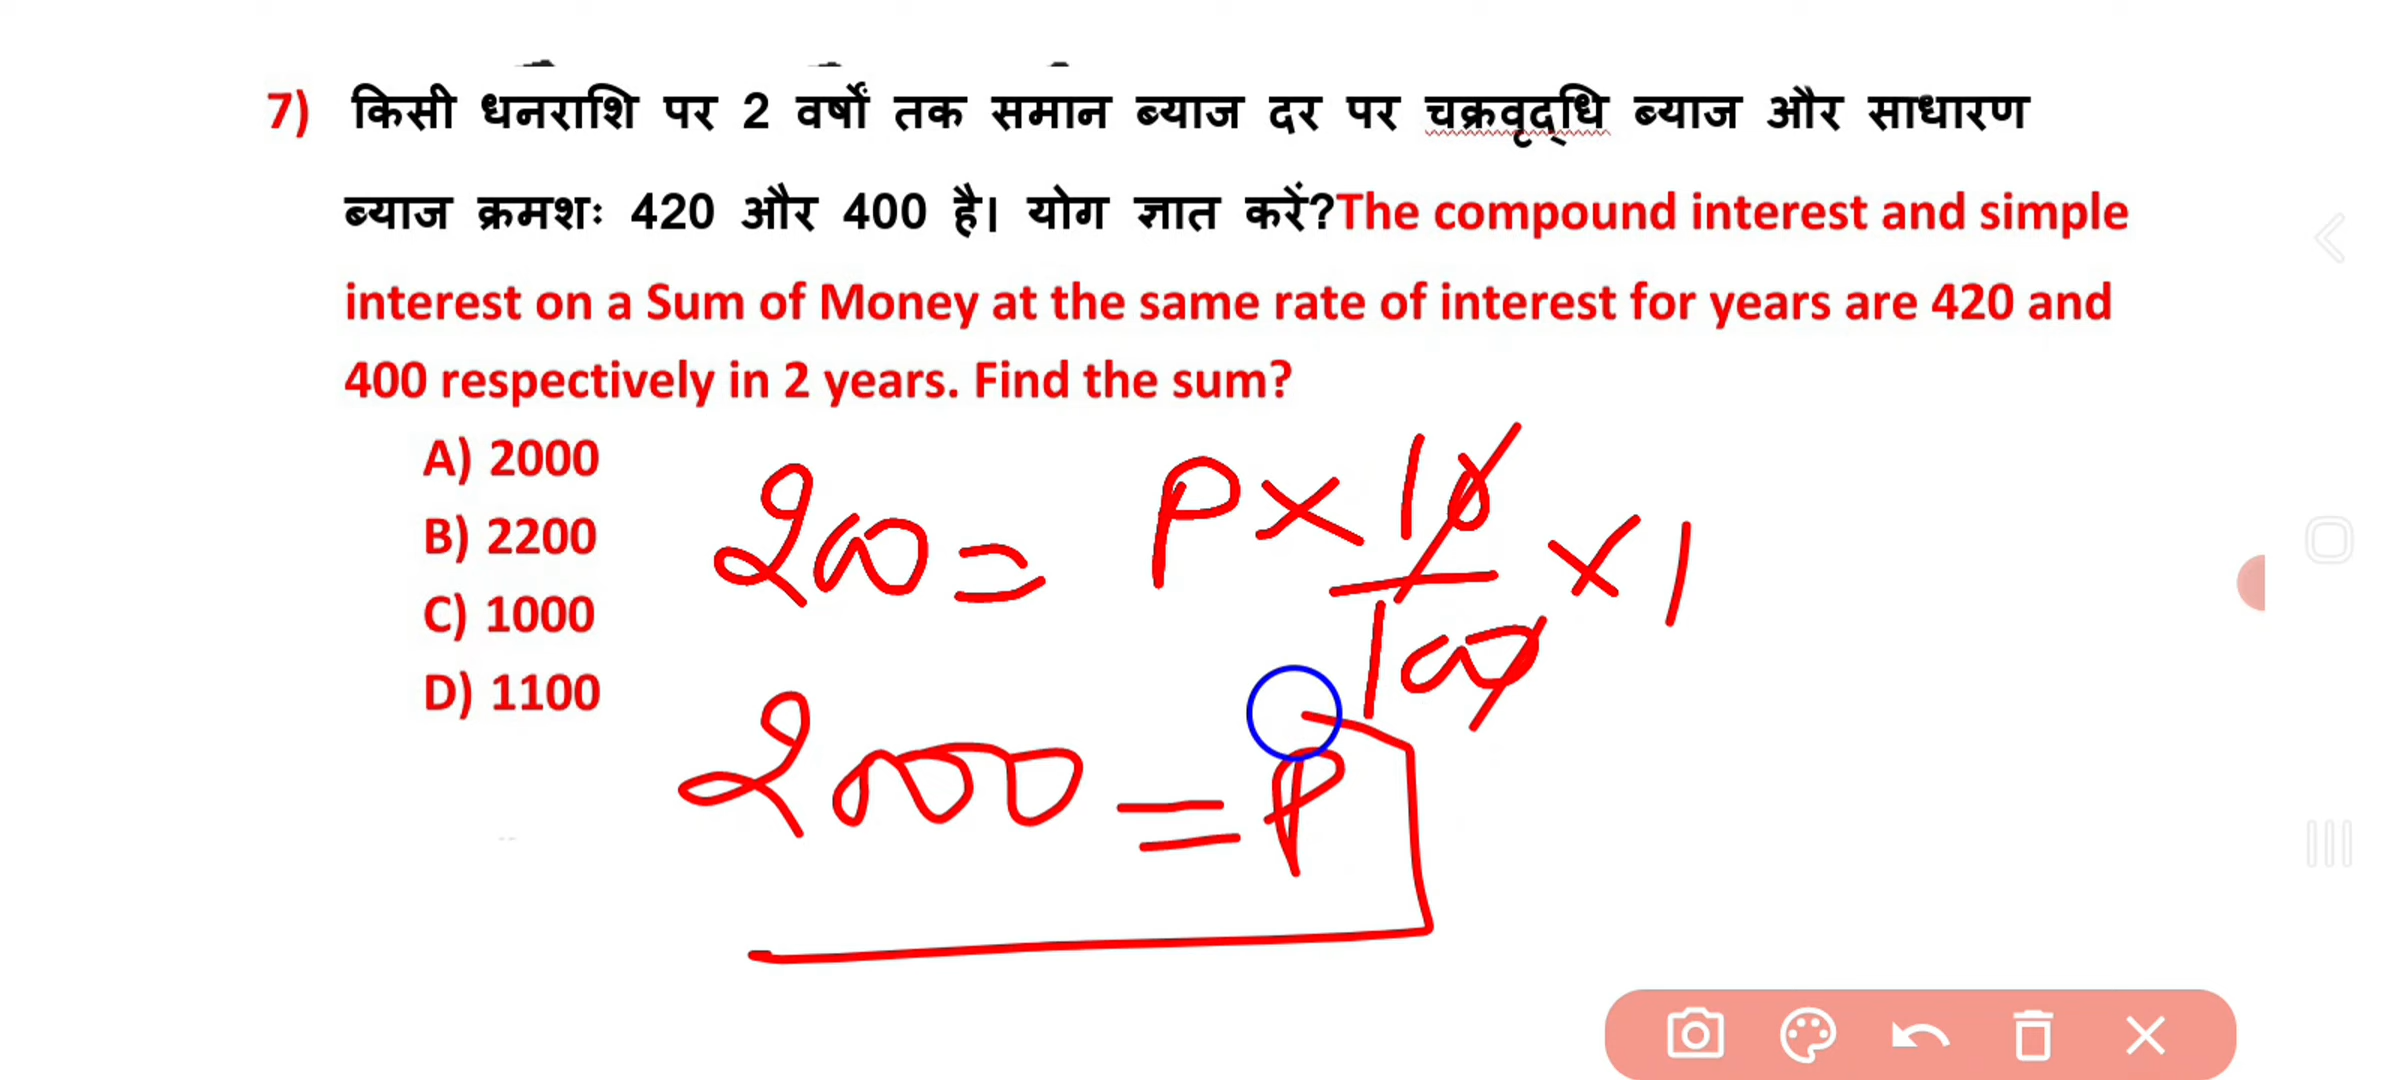 7) किसी धनराशि पर 2 वर्षों तक समान ब्याज दर पर चक्रवृद्धि ब्याज और साधारण
ब्याज क्रमशः 420 और 400 है। योग ज्ञात करें?The compound interest and simple
interest on a Sum of Money at the same rate of interest for years are 420 and
400 respectively in 2 years. Find the sum?
A) 2000
B) 2200
C) 1000
D) 1100
200 = P × 10/100 × 1
2000 = P